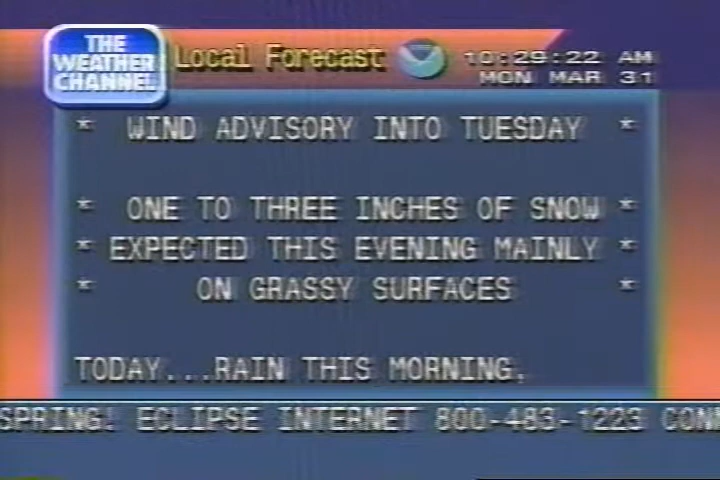 THE
WEATHER
CHANNEL
Local Forecast
10:29:22 AM
MON MAR 31
* WIND ADVISORY INTO TUESDAY *
* ONE TO THREE INCHES OF SNOW *
* EXPECTED THIS EVENING MAINLY *
* ON GRASSY SURFACES *
TODAY...RAIN THIS MORNING.
SPRING! ECLIPSE INTERNET 800-483-1223 CONN